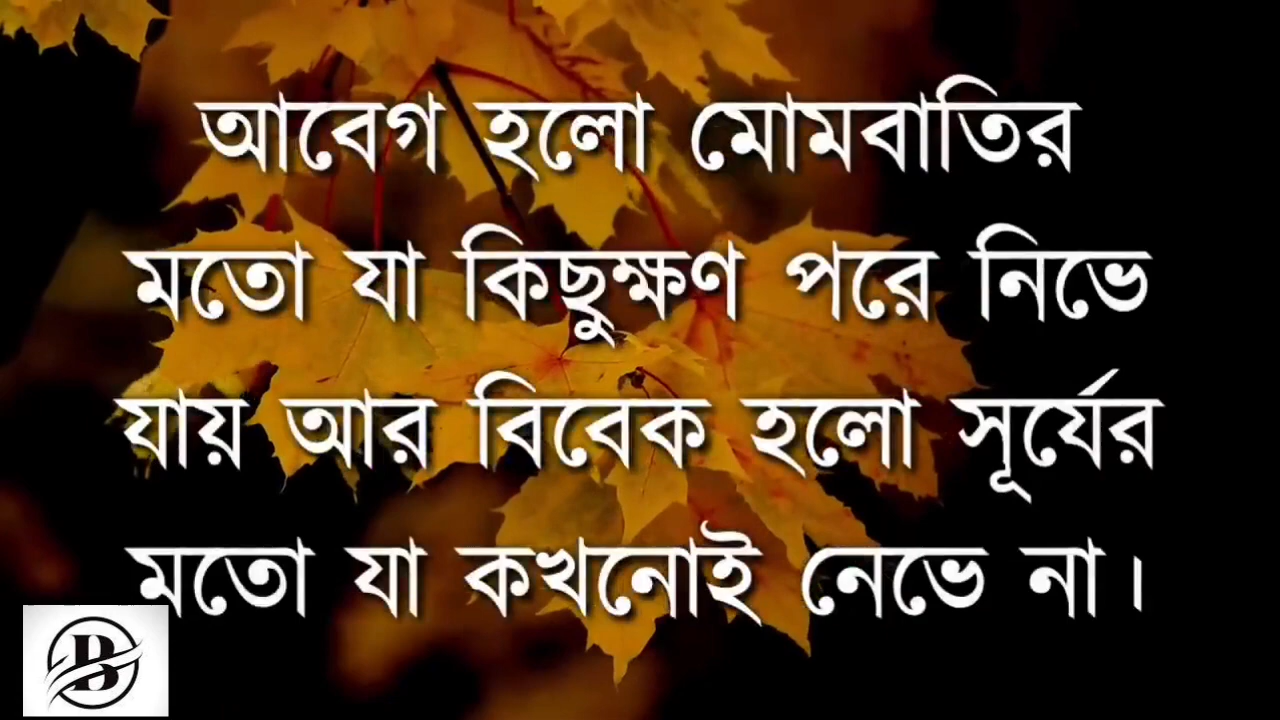 আবেগ হলো মোমবাতির
মতো যা কিছুক্ষণ পরে নিভে
যায় আর বিবেক হলো সূর্যের
মতো যা কখনোই নেভে না।
B